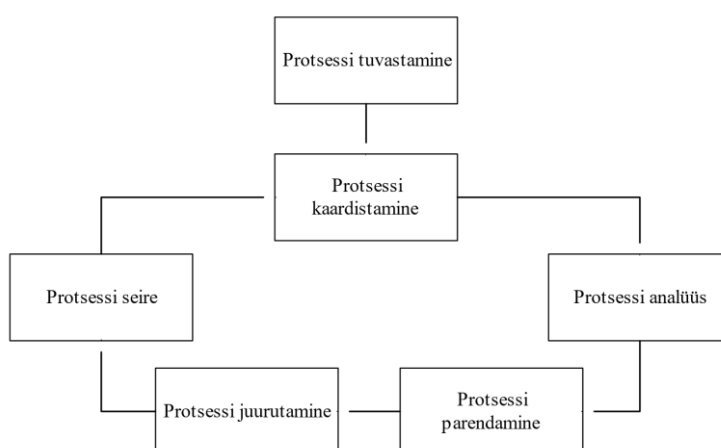 Protsessi tuvastamine
Protsessi
kaardistamine
Protsessi seire
Protsessi analüüs
Protsessi juurutamine
Protsessi
parendamine